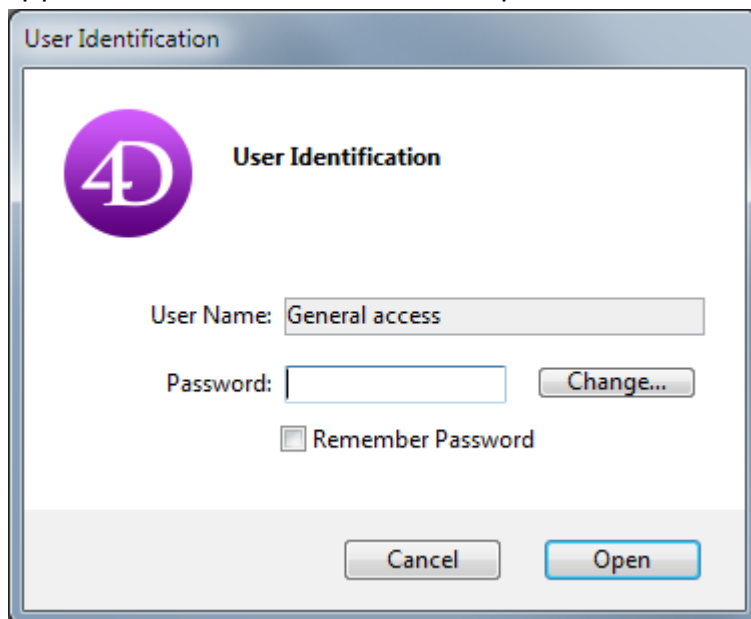 User Identification
4D
User Identification
User Name: General access
Password: Change...
Remember Password
Cancel Open